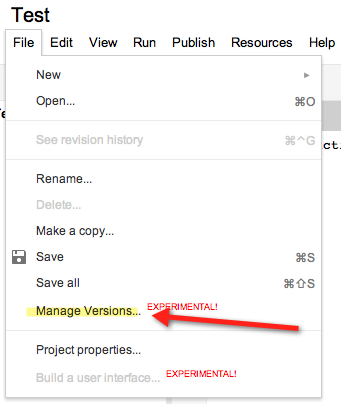 Test
File Edit View Run Publish Resources Help
New
Open... ⌘O
See revision history ⌘^G
cti
Rename...
Delete...
Make a copy...
Save ⌘S
Save all ⌘⇧S
Manage Versions... EXPERIMENTAL!
Project properties...
Build a user interface... EXPERIMENTAL!